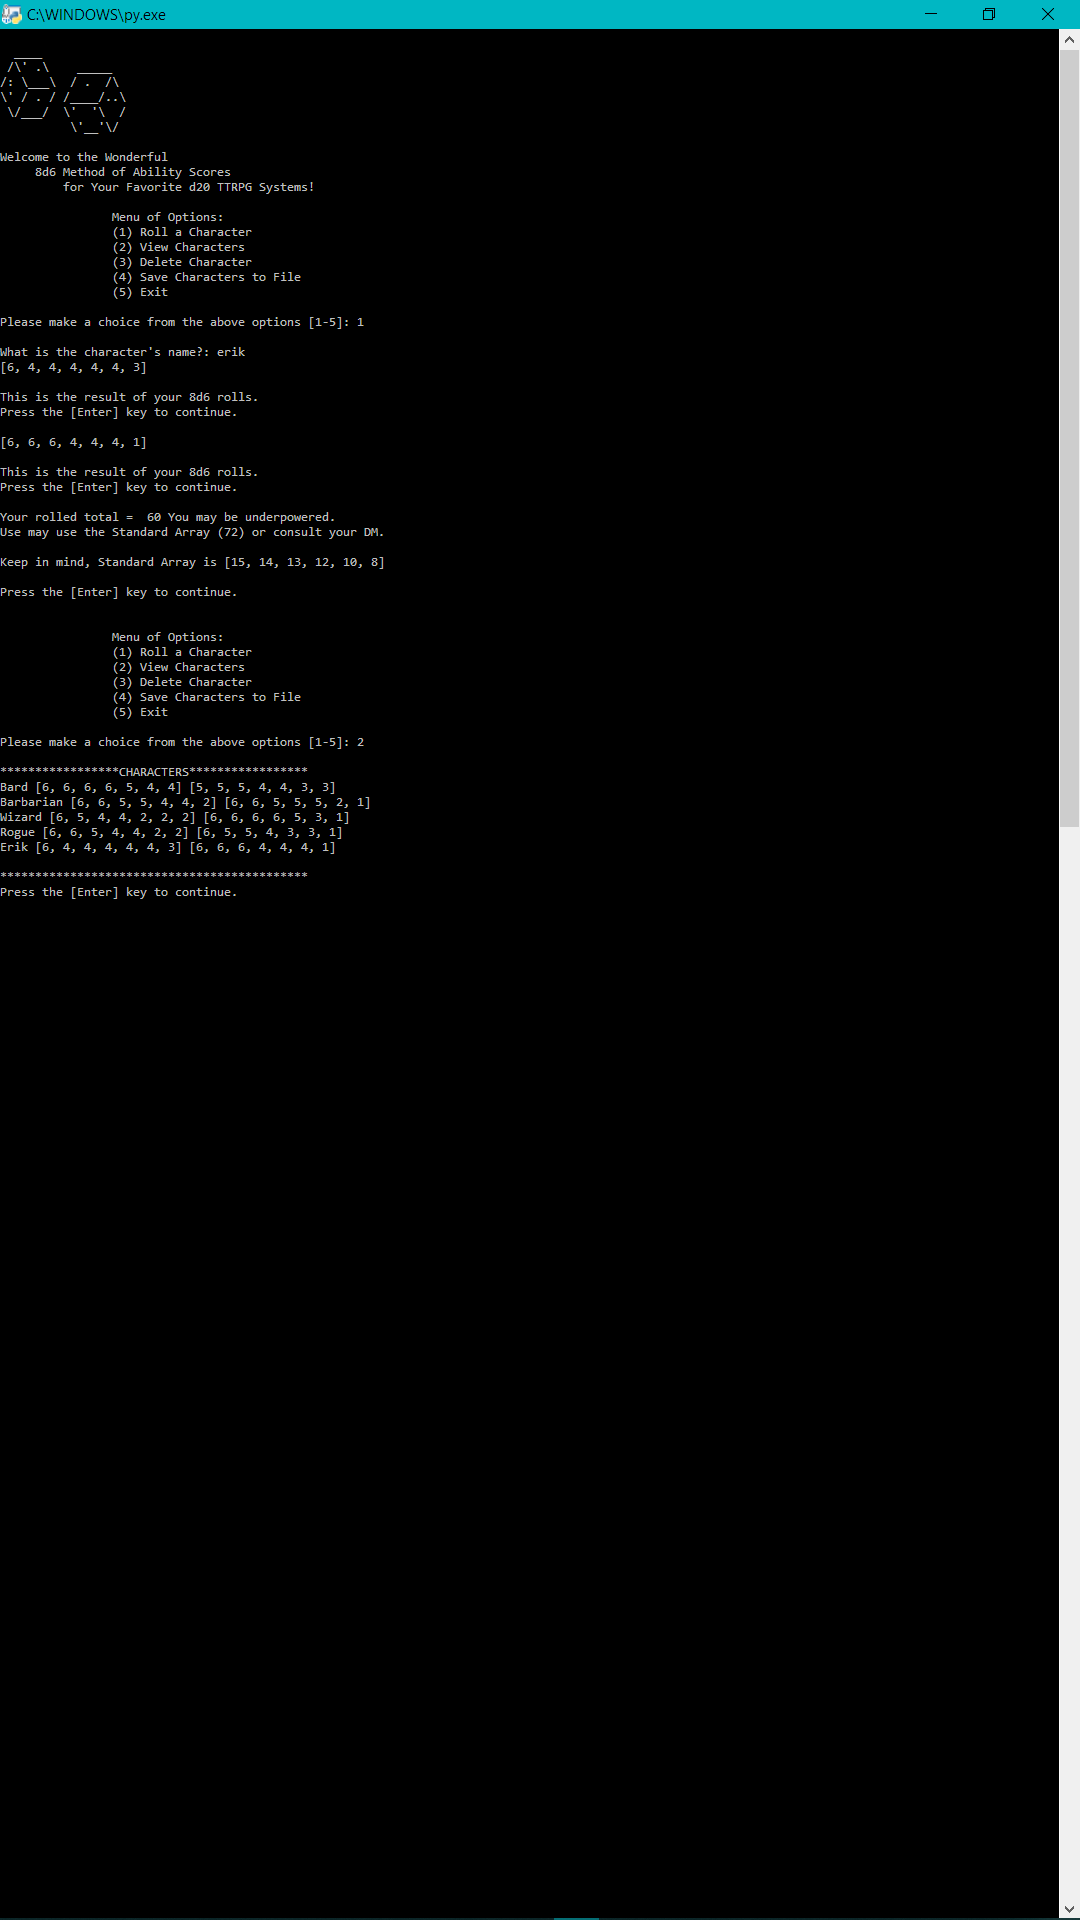 C:\WINDOWS\py.exe
Welcome to the Wonderful
8d6 Method of Ability Scores
for Your Favorite d20 TTRPG Systems!
Menu of Options:
(1) Roll a Character
(2) View Characters
(3) Delete Character
(4) Save Characters to File
(5) Exit
Please make a choice from the above options [1-5]: 1
What is the character's name?: erik
[6, 4, 4, 4, 4, 4, 3]
This is the result of your 8d6 rolls.
Press the [Enter] key to continue.
[6, 6, 6, 4, 4, 4, 1]
This is the result of your 8d6 rolls.
Press the [Enter] key to continue.
Your rolled total =  60 You may be underpowered.
Use may use the Standard Array (72) or consult your DM.
Keep in mind, Standard Array is [15, 14, 13, 12, 10, 8]
Press the [Enter] key to continue.
Menu of Options:
(1) Roll a Character
(2) View Characters
(3) Delete Character
(4) Save Characters to File
(5) Exit
Please make a choice from the above options [1-5]: 2
*****************CHARACTERS*****************
Bard [6, 6, 6, 6, 5, 4, 4] [5, 5, 5, 4, 4, 3, 3]
Barbarian [6, 6, 5, 5, 4, 4, 2] [6, 6, 5, 5, 5, 2, 1]
Wizard [6, 5, 4, 4, 2, 2, 2] [6, 6, 6, 6, 5, 3, 1]
Rogue [6, 6, 5, 4, 4, 2, 2] [6, 5, 5, 4, 3, 3, 1]
Erik [6, 4, 4, 4, 4, 4, 3] [6, 6, 6, 4, 4, 4, 1]
********************************************
Press the [Enter] key to continue.